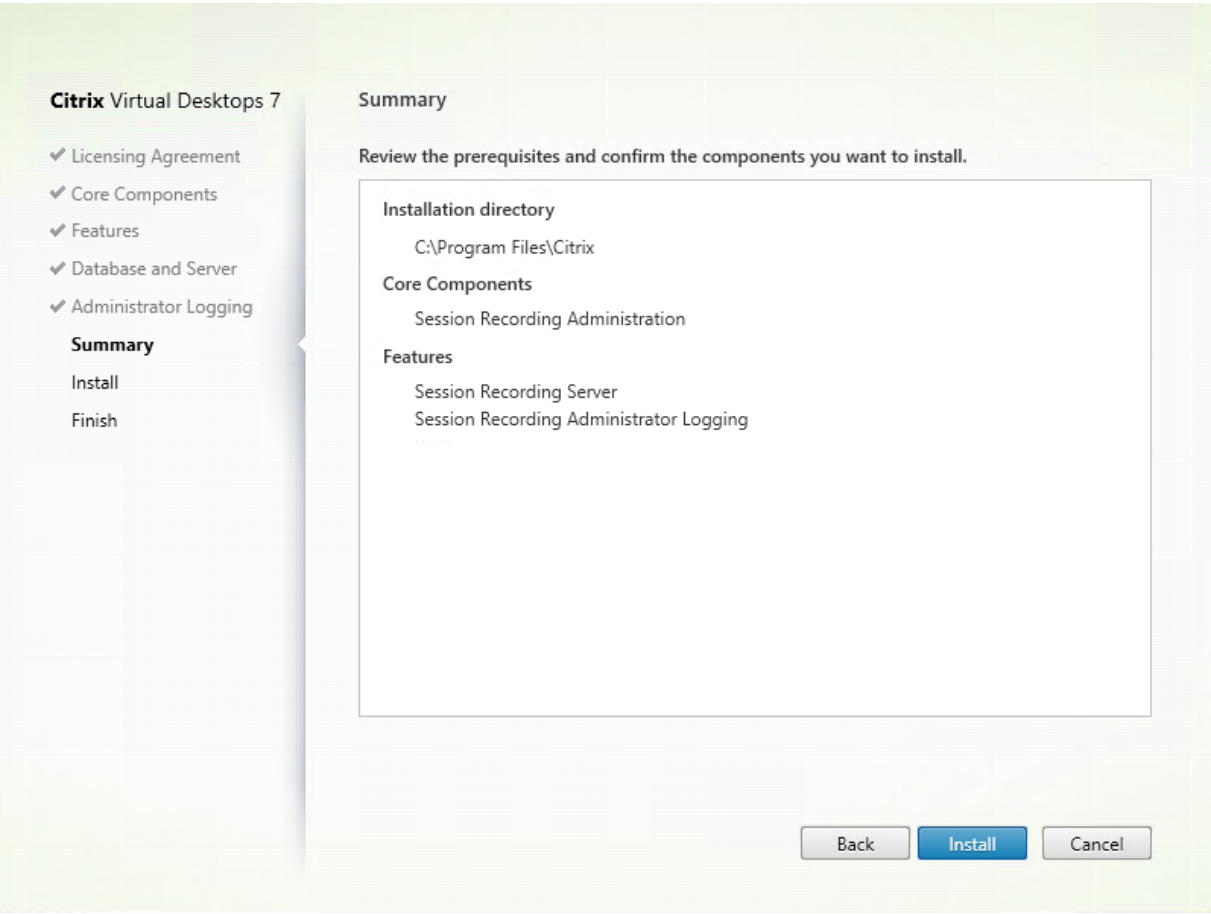 Citrix Virtual Desktops 7
Licensing Agreement
Core Components
Features
Database and Server
Administrator Logging
Summary
Install
Finish
Summary
Review the prerequisites and confirm the components you want to install.
Installation directory
C:\Program Files\Citrix
Core Components
Session Recording Administration
Features
Session Recording Server
Session Recording Administrator Logging
Back
Install
Cancel